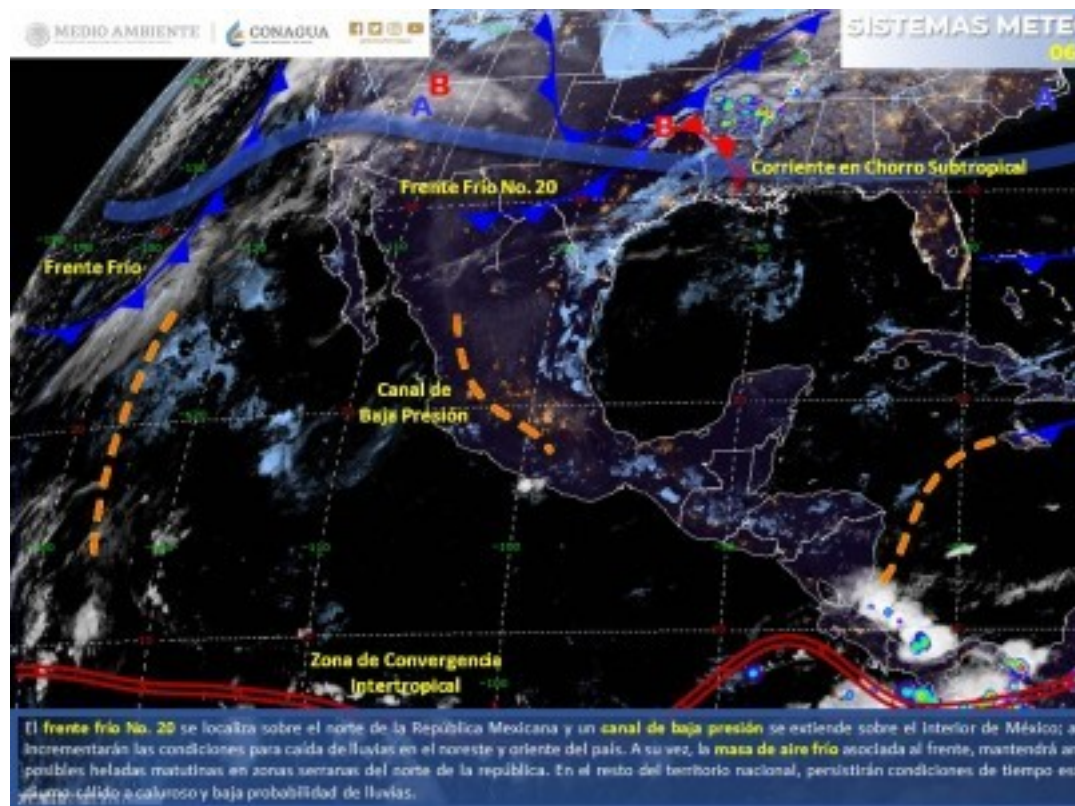 MEDIO AMBIENTE
CONAGUA
SISTEMAS METE
06
B
A
A
B
Corriente en Chorro Subtropical
Frente Frío No. 20
Frente Frío
Canal de
Baja Presión
Zona de Convergencia
Intertropical
El frente frío No. 20 se localiza sobre el norte de la República Mexicana y un canal de baja presión se extiende sobre el interior de México; a
incrementarán las condiciones para caída de lluvias en el noreste y oriente del país. A su vez, la masa de aire frío asociada al frente, mantendrá am
posibles heladas matutinas en zonas serranas del norte de la república. En el resto del territorio nacional, persistirán condiciones de tiempo es
cálido a caluroso y baja probabilidad de lluvias.